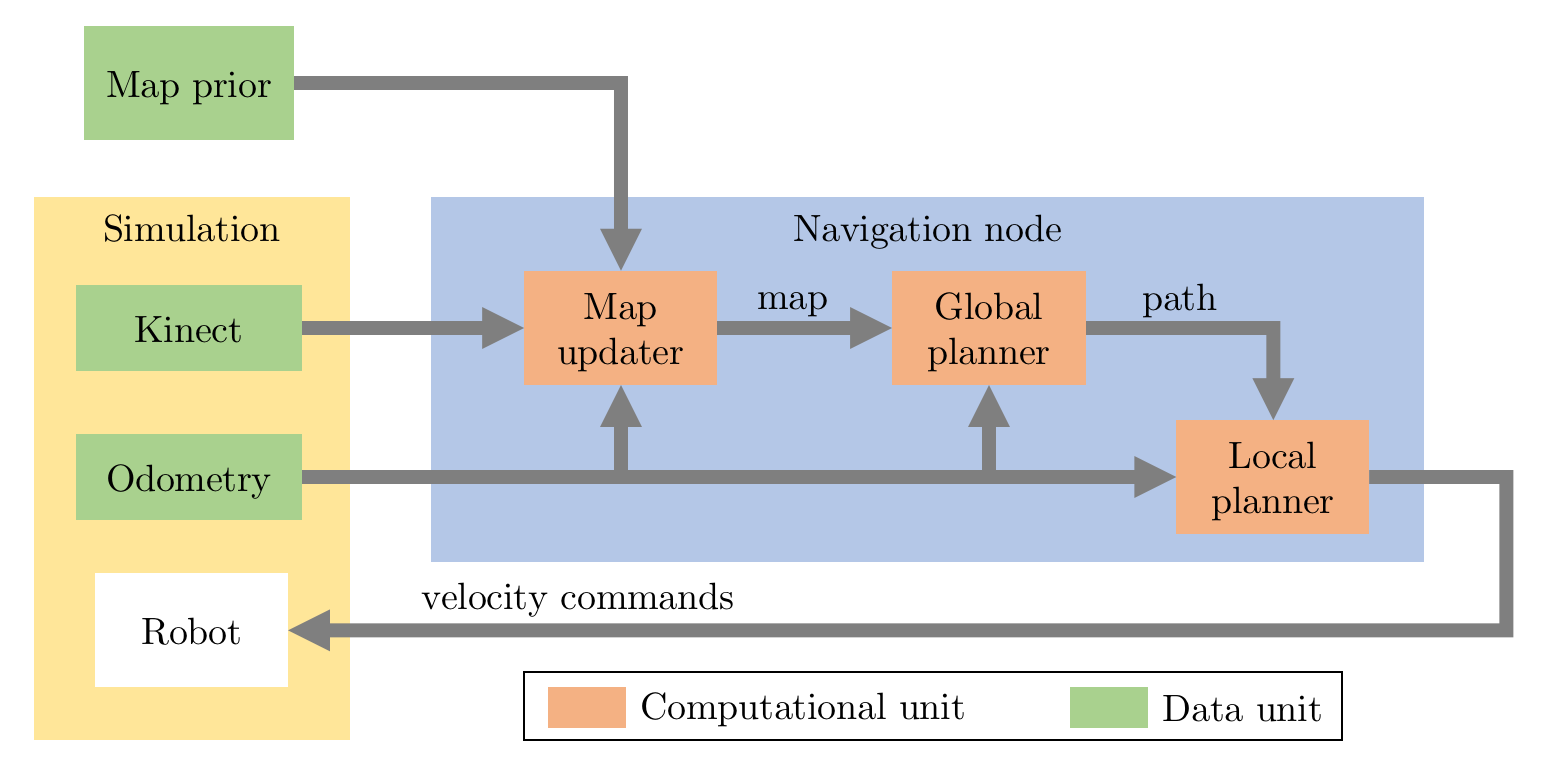 Map prior
Simulation
Navigation node
Kinect
Map
updater
map
Global
planner
path
Odometry
Local
planner
velocity commands
Robot
Computational unit
Data unit